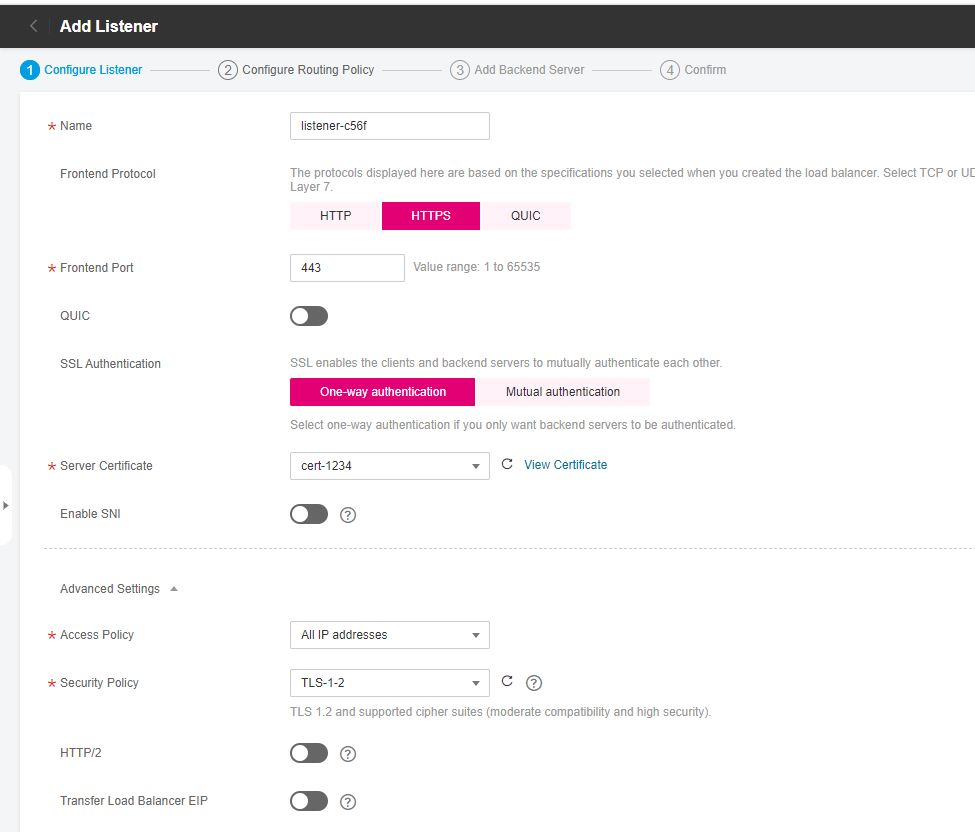 Add Listener
1 Configure Listener 2 Configure Routing Policy 3 Add Backend Server 4 Confirm
* Name listener-c56f
Frontend Protocol The protocols displayed here are based on the specifications you selected when you created the load balancer. Select TCP or UD
Layer 7.
HTTP HTTPS QUIC
* Frontend Port 443 Value range: 1 to 65535
QUIC
SSL Authentication SSL enables the clients and backend servers to mutually authenticate each other.
One-way authentication Mutual authentication
Select one-way authentication if you only want backend servers to be authenticated.
* Server Certificate cert-1234 View Certificate
Enable SNI ?
Advanced Settings
* Access Policy All IP addresses
* Security Policy TLS-1-2 ?
TLS 1.2 and supported cipher suites (moderate compatibility and high security).
HTTP/2 ?
Transfer Load Balancer EIP ?